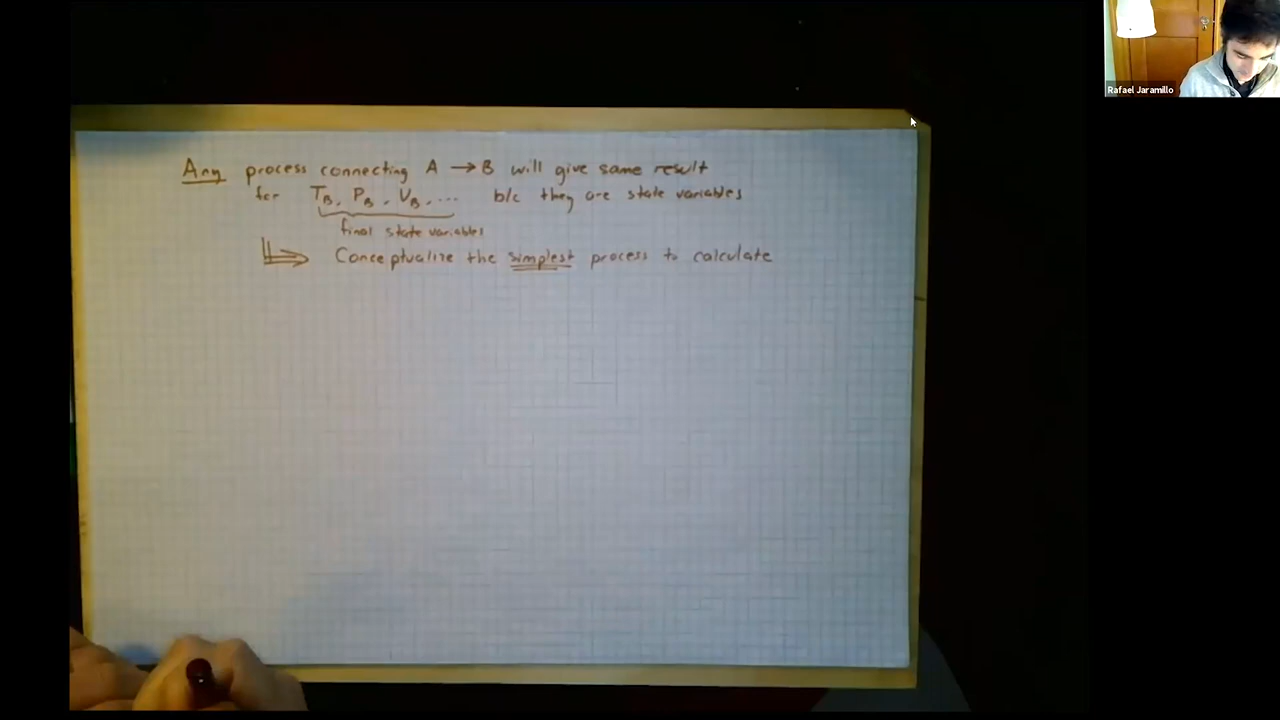 Rafael Jaramillo
Any process connecting A → B will give same result
for T_B, P_B, V_B, ... b/c they are state variables
final state variables
⇒ Conceptualize the simplest process to calculate